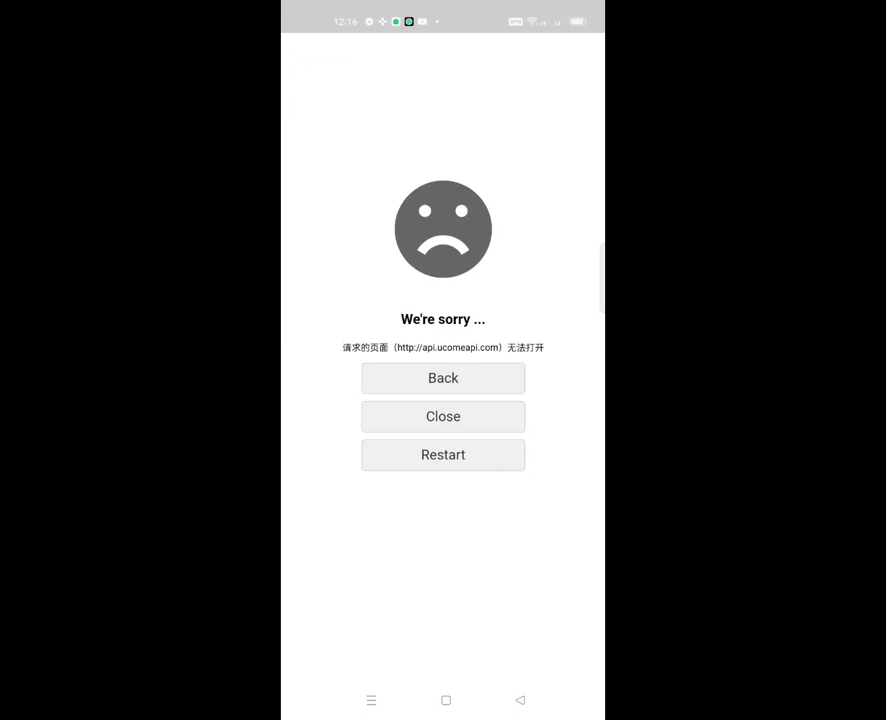 12:16
We're sorry ...
请求的页面（http://api.ucomeapi.com）无法打开
Back
Close
Restart